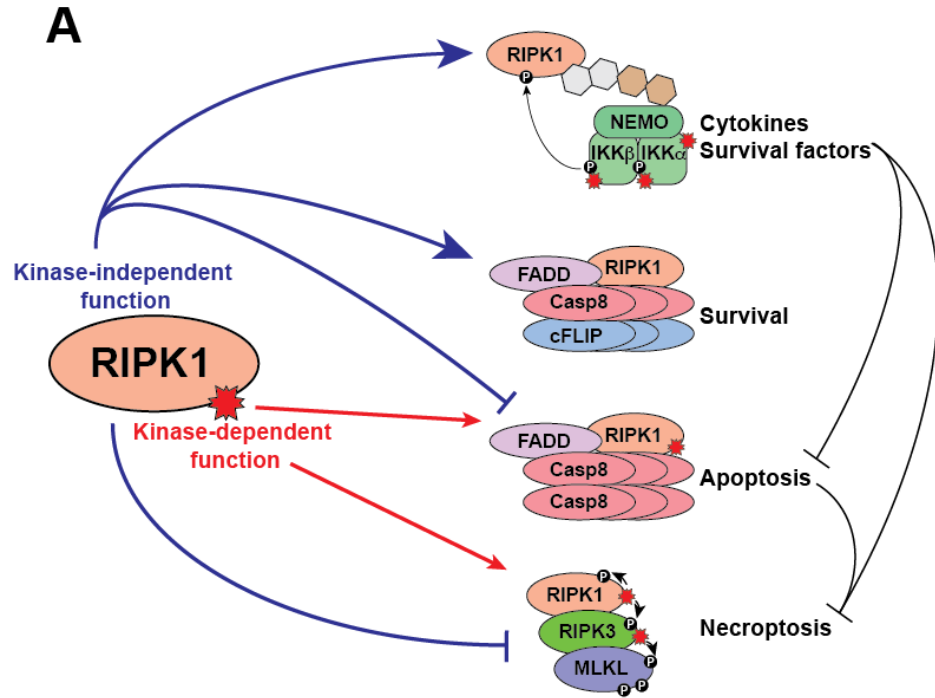 A
RIPK1
P
NEMO
IKKβ
IKKα
P
P
Cytokines
Survival factors
Kinase-independent
function
RIPK1
Kinase-dependent
function
FADD
RIPK1
Casp8
cFLIP
Survival
FADD
RIPK1
Casp8
Casp8
Apoptosis
P
RIPK1
P
RIPK3
P
MLKL
P
P
Necroptosis